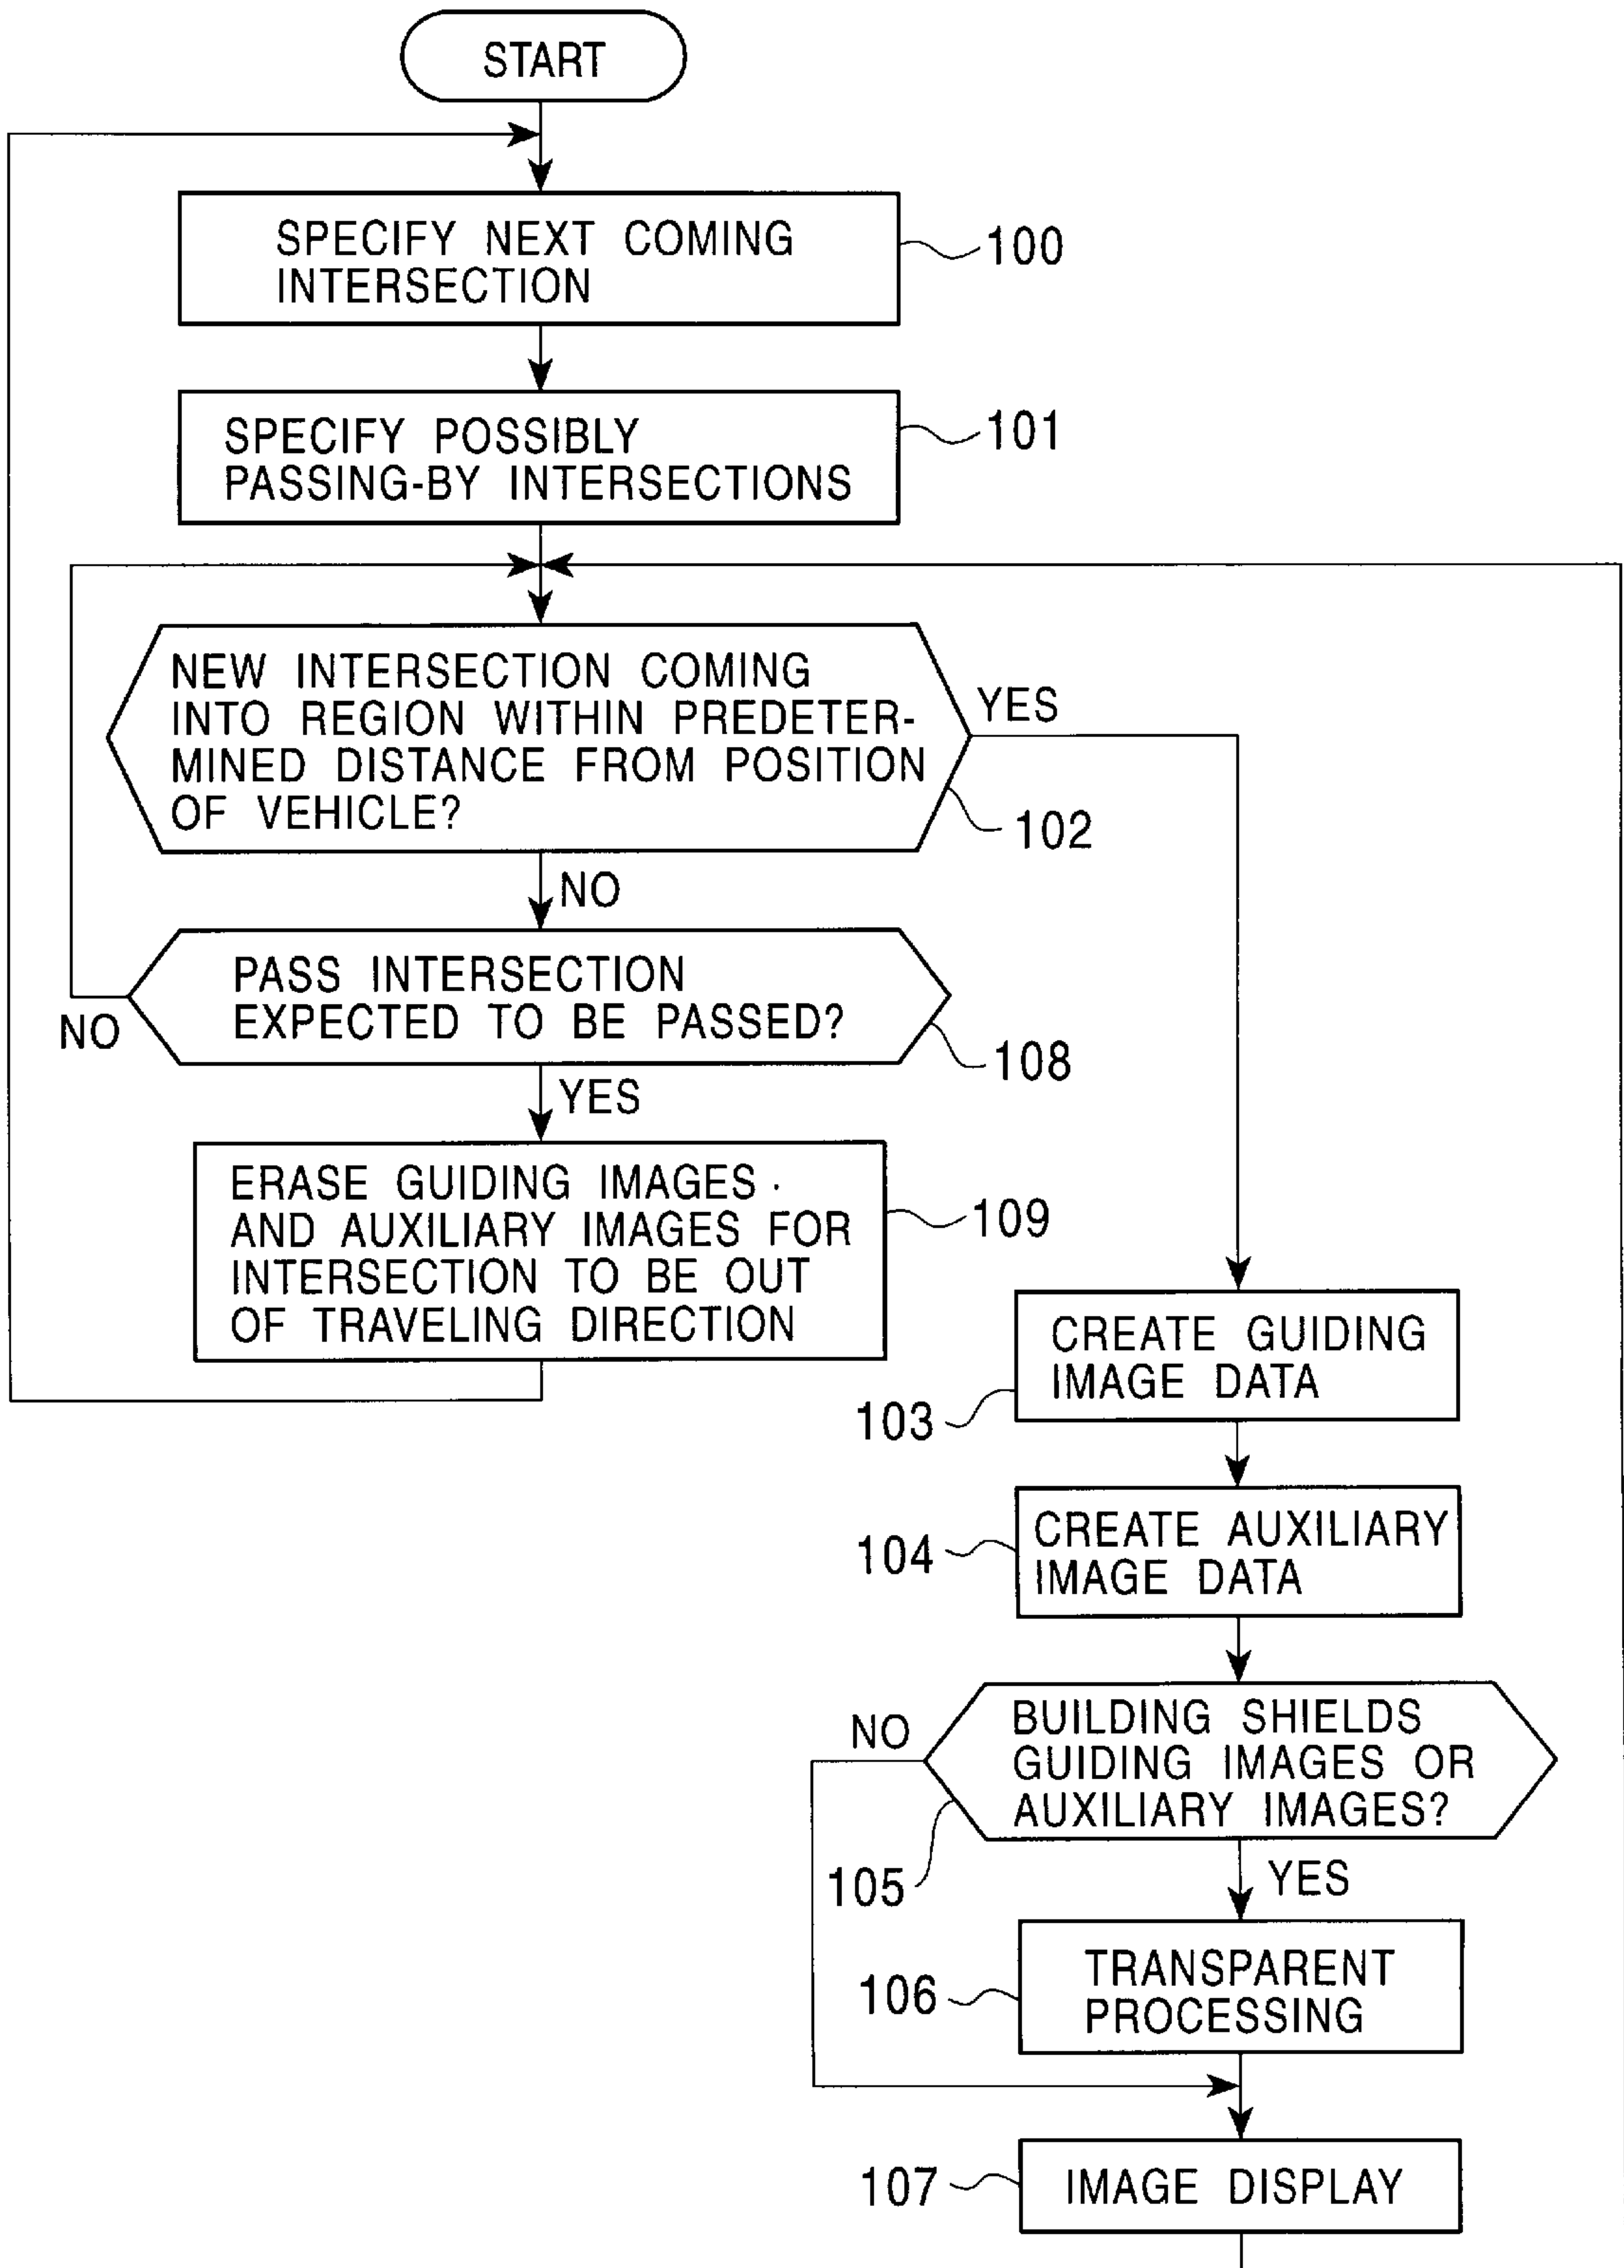 START
SPECIFY NEXT COMING
INTERSECTION
100
SPECIFY POSSIBLY
PASSING-BY INTERSECTIONS
101
NEW INTERSECTION COMING
INTO REGION WITHIN PREDETER-
MINED DISTANCE FROM POSITION
OF VEHICLE?
YES
102
NO
PASS INTERSECTION
EXPECTED TO BE PASSED?
NO
108
YES
ERASE GUIDING IMAGES
AND AUXILIARY IMAGES FOR
INTERSECTION TO BE OUT
OF TRAVELING DIRECTION
109
CREATE GUIDING
IMAGE DATA
103
CREATE AUXILIARY
IMAGE DATA
104
BUILDING SHIELDS
GUIDING IMAGES OR
AUXILIARY IMAGES?
NO
105
YES
TRANSPARENT
PROCESSING
106
IMAGE DISPLAY
107